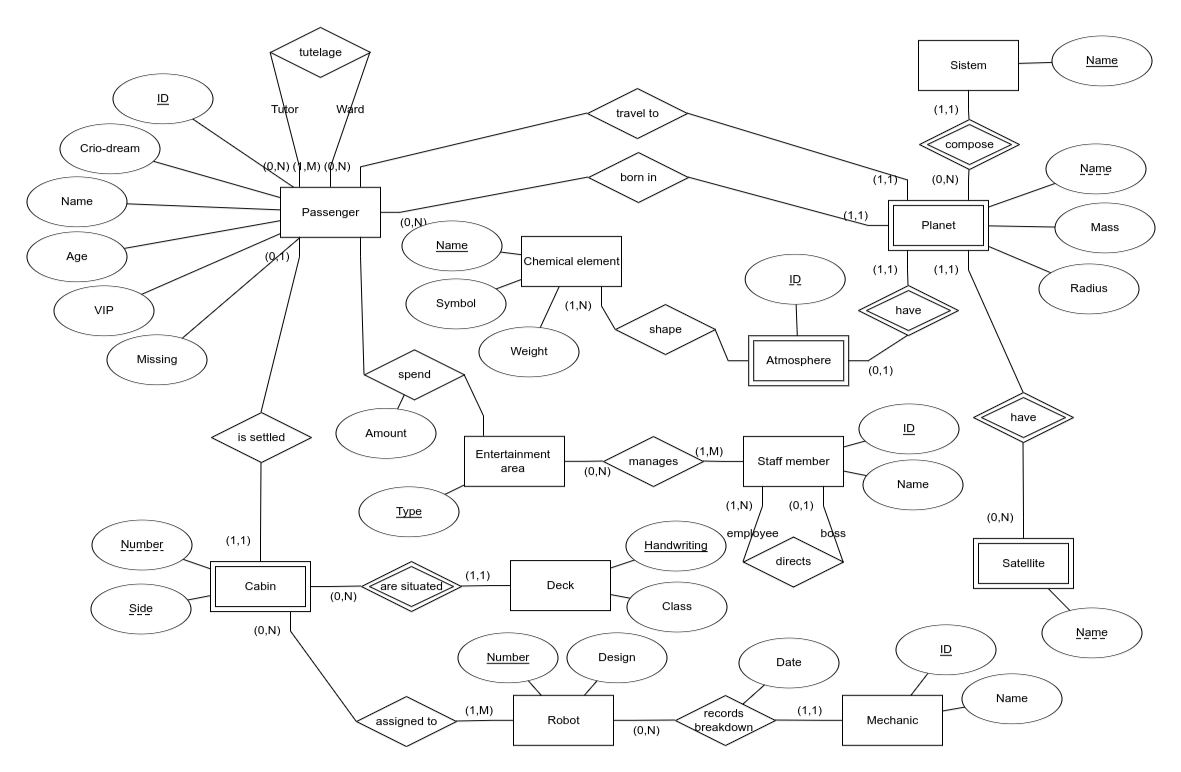 tutelage
Sistem
Name
ID
Tutor
Ward
(1,1)
travel to
Crio-dream
compose
(0,N)
(1,M)
(0,N)
(1,1)
(0,N)
Name
Name
born in
Passenger
(0,N)
(1,1)
Planet
Mass
Age
(0,1)
Name
Chemical element
(1,1)
(1,1)
ID
Radius
VIP
Symbol
(1,N)
have
shape
Missing
Weight
Atmosphere
(0,1)
spend
is settled
Amount
have
ID
Entertainment
area
(0,N)
manages
(1,M)
Staff member
Name
Type
(1,N)
(0,1)
(0,N)
employee
boss
Number
(1,1)
Handwriting
directs
Satellite
Cabin
(0,N)
are situated
(1,1)
Deck
Side
Class
(0,N)
Name
Number
Design
Date
ID
Name
assigned to
(1,M)
Robot
(0,N)
records
breakdown
(1,1)
Mechanic